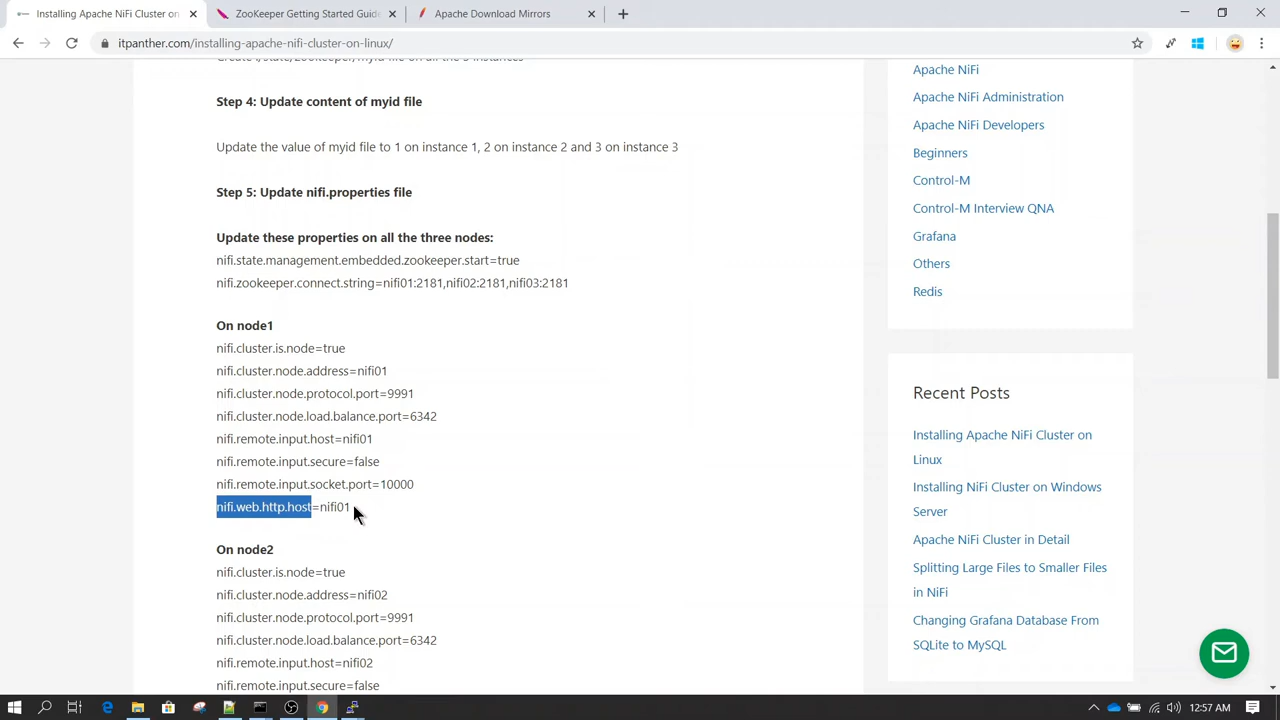 Installing Apache NiFi Cluster on
ZooKeeper Getting Started Guide
Apache Download Mirrors
itpanther.com/installing-apache-nifi-cluster-on-linux/
Step 4: Update content of myid file
Update the value of myid file to 1 on instance 1, 2 on instance 2 and 3 on instance 3
Step 5: Update nifi.properties file
Update these properties on all the three nodes:
nifi.state.management.embedded.zookeeper.start=true
nifi.zookeeper.connect.string=nifi01:2181,nifi02:2181,nifi03:2181
On node1
nifi.cluster.is.node=true
nifi.cluster.node.address=nifi01
nifi.cluster.node.protocol.port=9991
nifi.cluster.node.load.balance.port=6342
nifi.remote.input.host=nifi01
nifi.remote.input.secure=false
nifi.remote.input.socket.port=10000
nifi.web.http.host=nifi01
On node2
nifi.cluster.is.node=true
nifi.cluster.node.address=nifi02
nifi.cluster.node.protocol.port=9991
nifi.cluster.node.load.balance.port=6342
nifi.remote.input.host=nifi02
nifi.remote.input.secure=false
Apache NiFi
Apache NiFi Administration
Apache NiFi Developers
Beginners
Control-M
Control-M Interview QNA
Grafana
Others
Redis
Recent Posts
Installing Apache NiFi Cluster on
Linux
Installing NiFi Cluster on Windows
Server
Apache NiFi Cluster in Detail
Splitting Large Files to Smaller Files
in NiFi
Changing Grafana Database From
SQLite to MySQL
12:57 AM